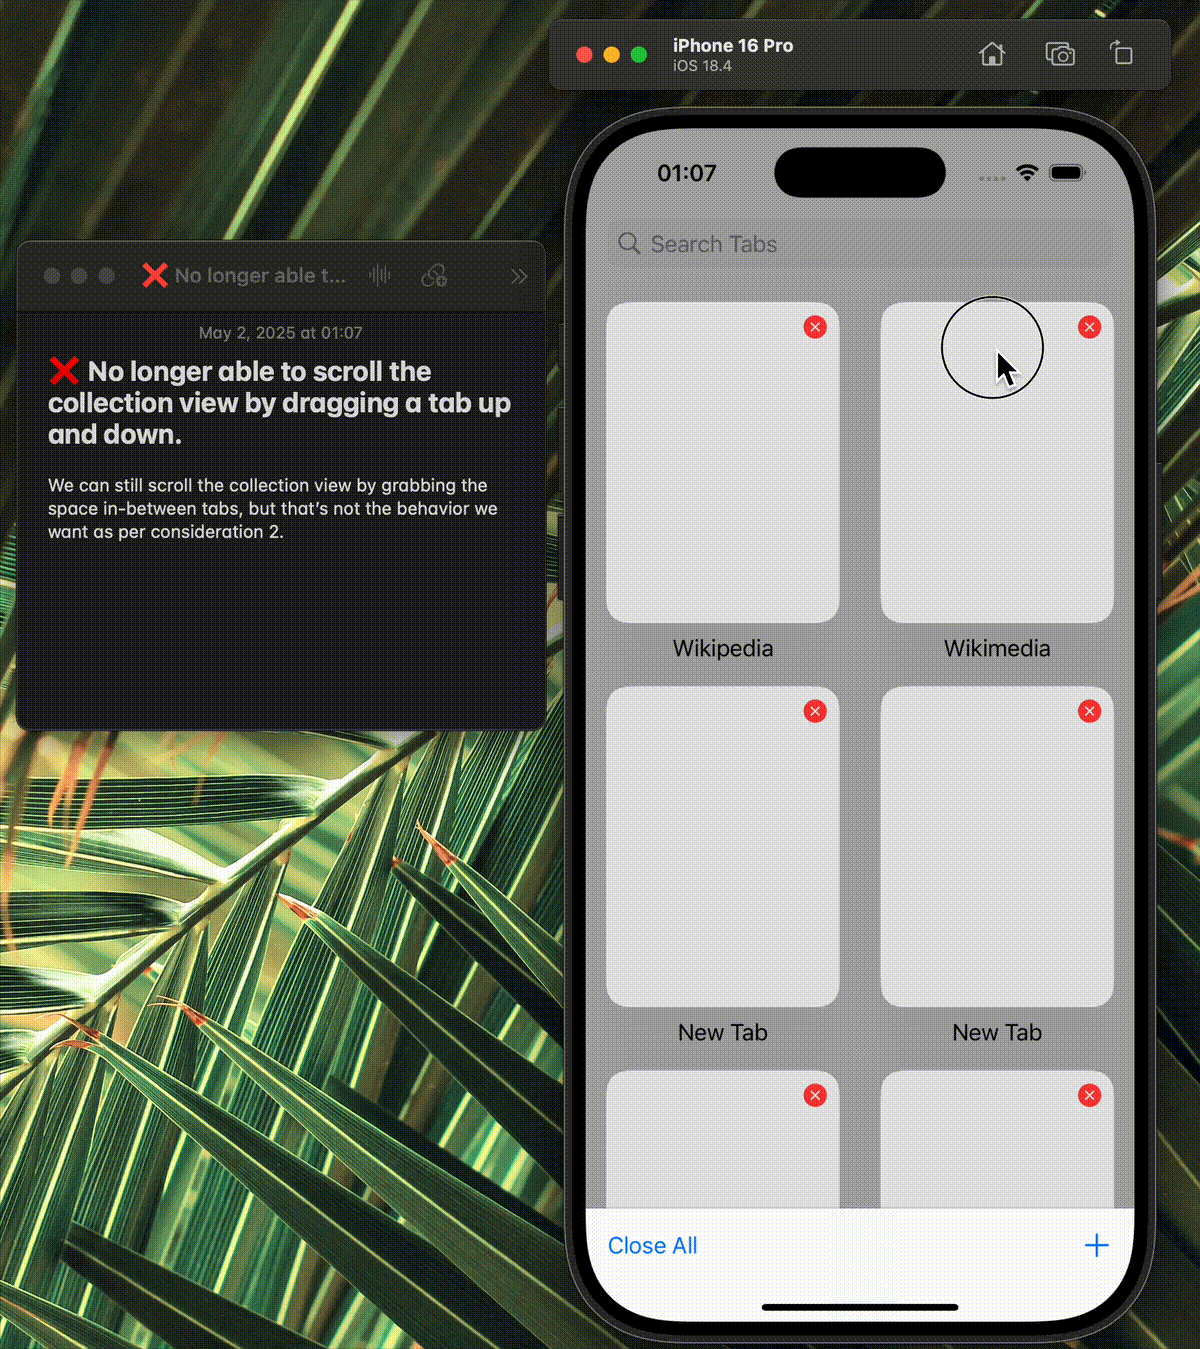 iPhone 16 Pro
iOS 18.4
01:07
Search Tabs
❌ No longer able t...
May 2, 2025 at 01:07
❌ No longer able to scroll the
collection view by dragging a tab up
and down.
We can still scroll the collection view by grabbing the
space in-between tabs, but that’s not the behavior we
want as per consideration 2.
Wikipedia
Wikimedia
New Tab
New Tab
Close All